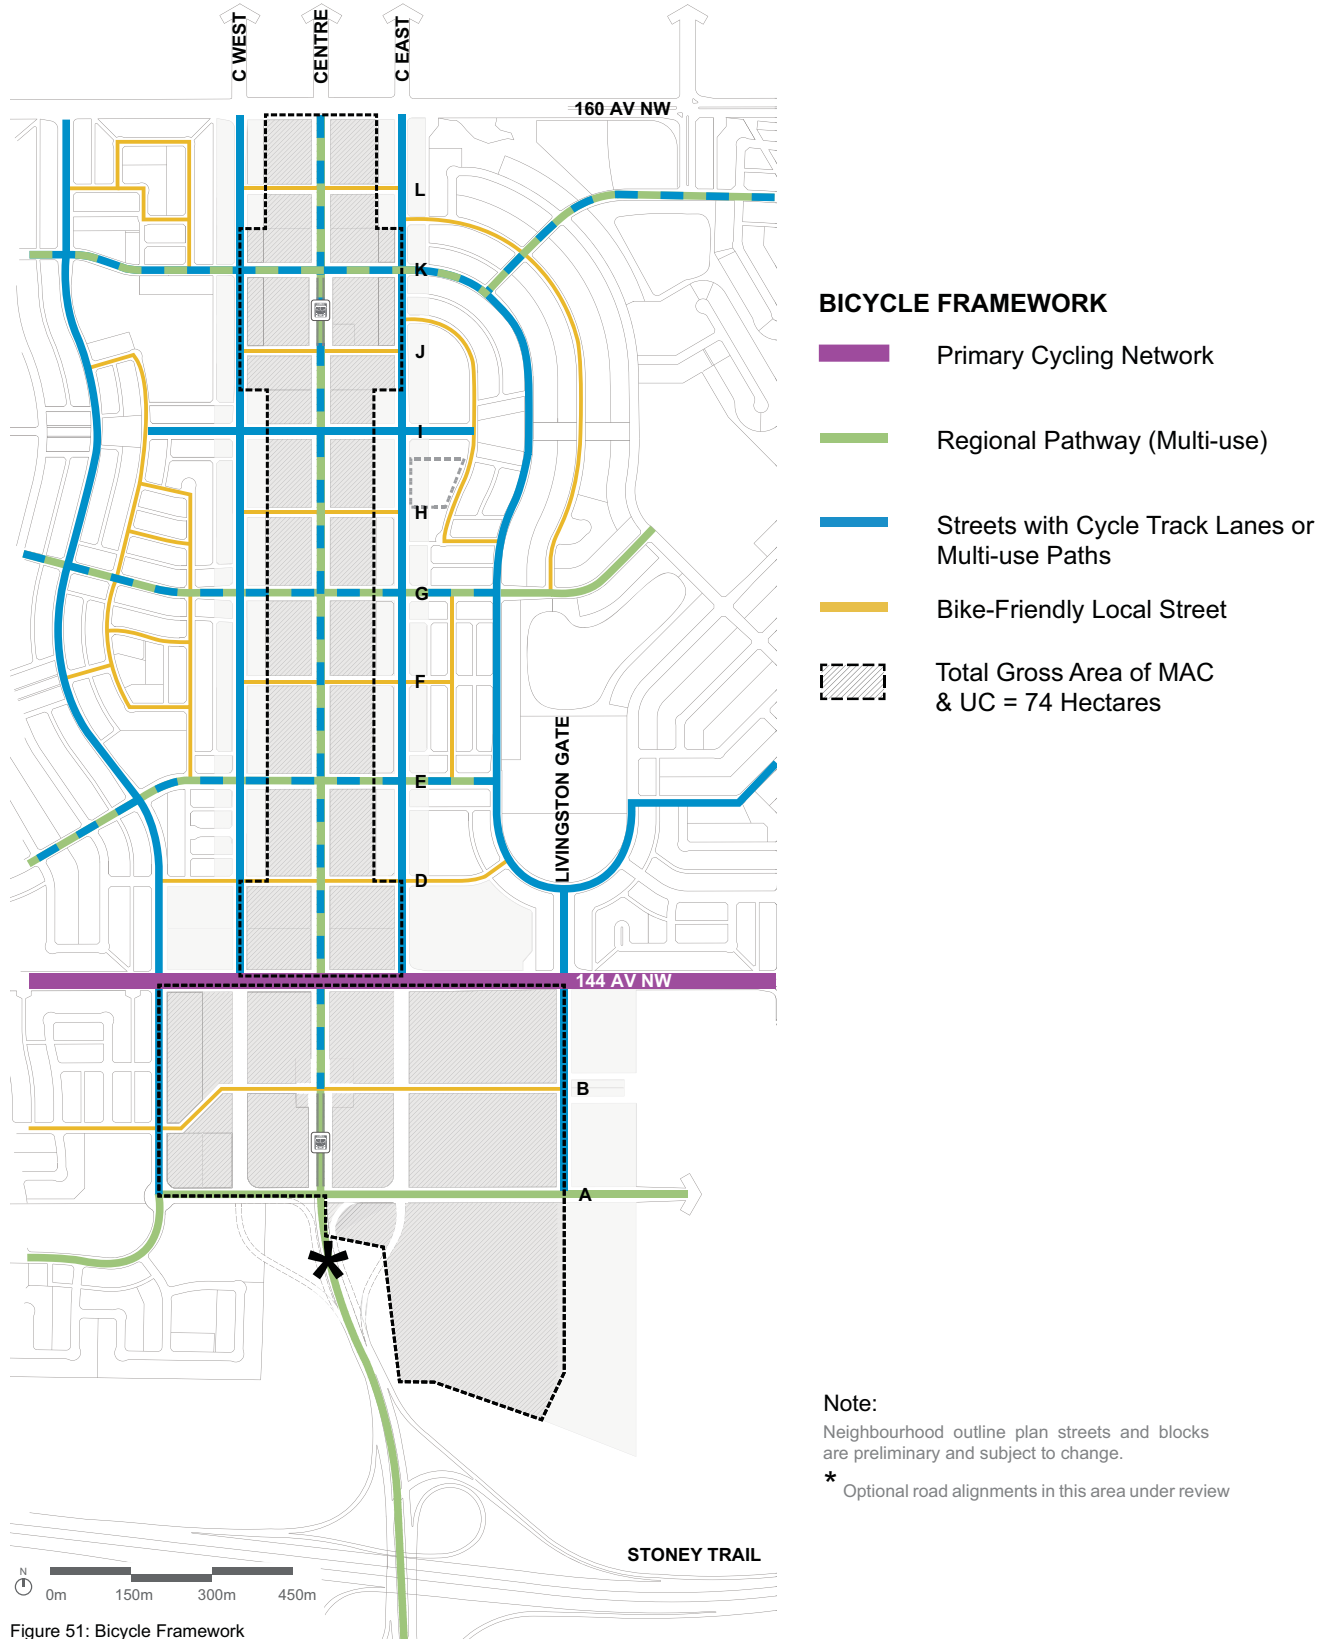 C WEST
CENTRE
C EAST
160 AV NW
L
K
J
I
H
G
F
E
D
LIVINGSTON GATE
144 AV NW
B
A
*
STONEY TRAIL
N
0m 150m 300m 450m
Figure 51: Bicycle Framework
BICYCLE FRAMEWORK
Primary Cycling Network
Regional Pathway (Multi-use)
Streets with Cycle Track Lanes or
Multi-use Paths
Bike-Friendly Local Street
Total Gross Area of MAC
& UC = 74 Hectares
Note:
Neighbourhood outline plan streets and blocks
are preliminary and subject to change.
* Optional road alignments in this area under review